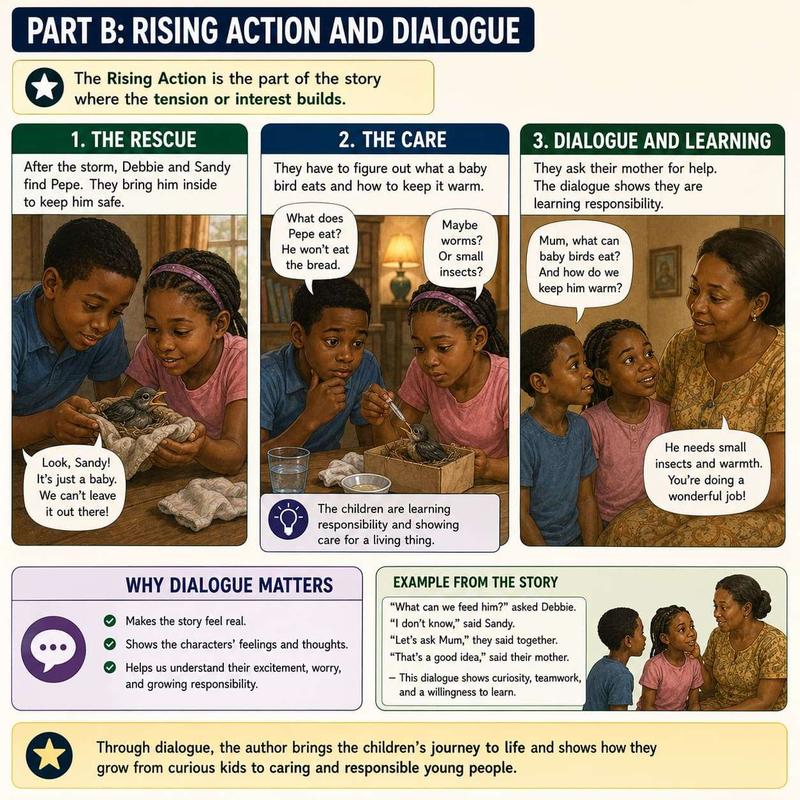 PART B: RISING ACTION AND DIALOGUE
The Rising Action is the part of the story
where the tension or interest builds.
1. THE RESCUE
After the storm, Debbie and Sandy
find Pepe. They bring him inside
to keep him safe.
Look, Sandy!
It's just a baby.
We can't leave
it out there!
2. THE CARE
They have to figure out what a baby
bird eats and how to keep it warm.
What does
Pepe eat?
He won't eat
the bread.
Maybe
worms?
Or small
insects?
The children are learning
responsibility and showing
care for a living thing.
3. DIALOGUE AND LEARNING
They ask their mother for help.
The dialogue shows they are
learning responsibility.
Mum, what can
baby birds eat?
And how do we
keep him warm?
He needs small
insects and warmth.
You're doing a
wonderful job!
WHY DIALOGUE MATTERS
Makes the story feel real.
Shows the characters' feelings and thoughts.
Helps us understand their excitement, worry,
and growing responsibility.
EXAMPLE FROM THE STORY
"What can we feed him?" asked Debbie.
"I don't know," said Sandy.
"Let's ask Mum," they said together.
"That's a good idea," said their mother.
– This dialogue shows curiosity, teamwork,
and a willingness to learn.
Through dialogue, the author brings the children's journey to life and shows how they
grow from curious kids to caring and responsible young people.